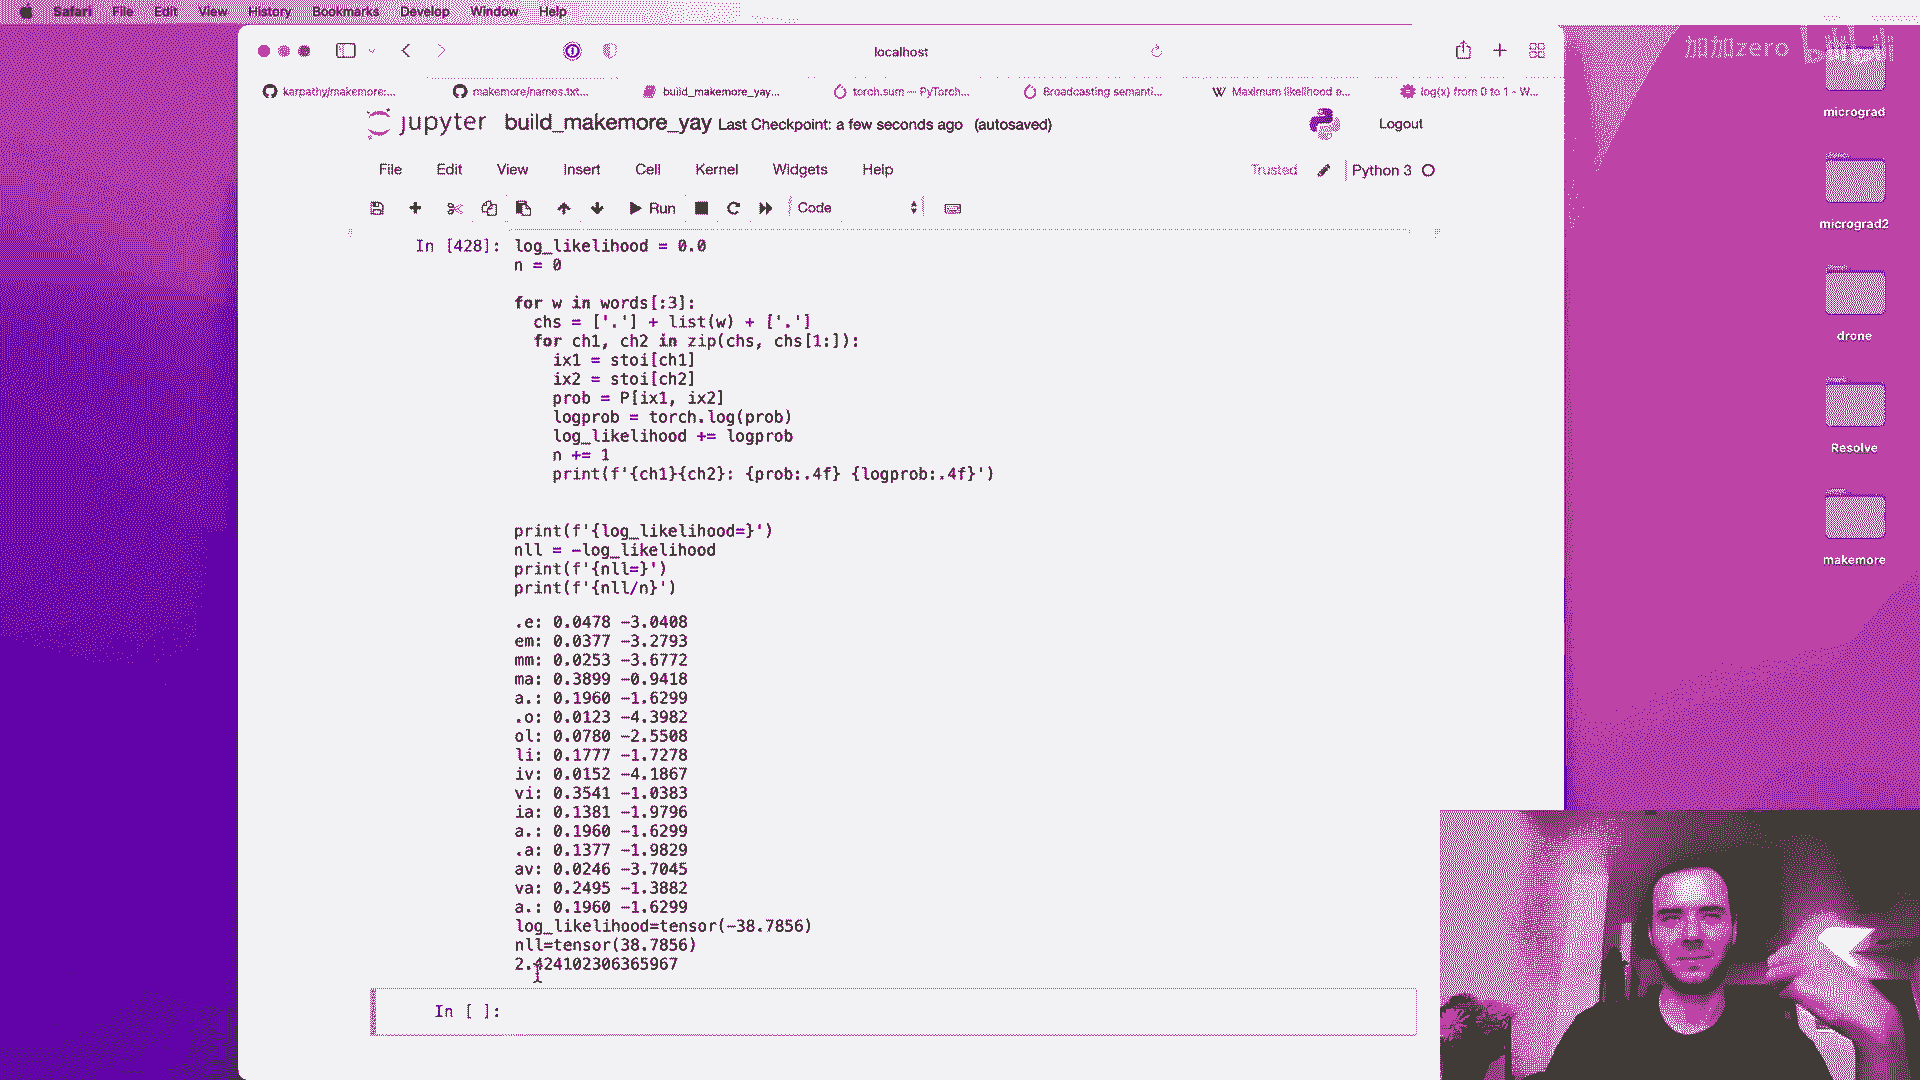 Safari File Edit View History Bookmarks Develop Window Help
localhost
加加zero bilibili
karpathy/makemore:... makemore/names.txt... build_makemore_yay... torch.sum — PyTorch... Broadcasting semanti... Maximum likelihood e... log(x) from 0 to 1 - W...
jupyter build_makemore_yay Last Checkpoint: a few seconds ago (autosaved) Logout
File Edit View Insert Cell Kernel Widgets Help Trusted Python 3
Run Code
In [428]: log_likelihood = 0.0
n = 0
for w in words[:3]:
chs = ['.'] + list(w) + ['.']
for ch1, ch2 in zip(chs, chs[1:]):
ix1 = stoi[ch1]
ix2 = stoi[ch2]
prob = P[ix1, ix2]
logprob = torch.log(prob)
log_likelihood += logprob
n += 1
print(f'{ch1}{ch2}: {prob:.4f} {logprob:.4f}')
print(f'{log_likelihood=}')
nll = -log_likelihood
print(f'{nll=}')
print(f'{nll/n}')
.e: 0.0478 -3.0408
em: 0.0377 -3.2793
mm: 0.0253 -3.6772
ma: 0.3899 -0.9418
a.: 0.1960 -1.6299
.o: 0.0123 -4.3982
ol: 0.0780 -2.5508
li: 0.1777 -1.7278
iv: 0.0152 -4.1867
vi: 0.3541 -1.0383
ia: 0.1381 -1.9796
a.: 0.1960 -1.6299
.a: 0.1377 -1.9829
av: 0.0246 -3.7045
va: 0.2495 -1.3882
a.: 0.1960 -1.6299
log_likelihood=tensor(-38.7856)
nll=tensor(38.7856)
2.424102306365967
In [ ]:
micrograd
micrograd2
drone
Resolve
makemore